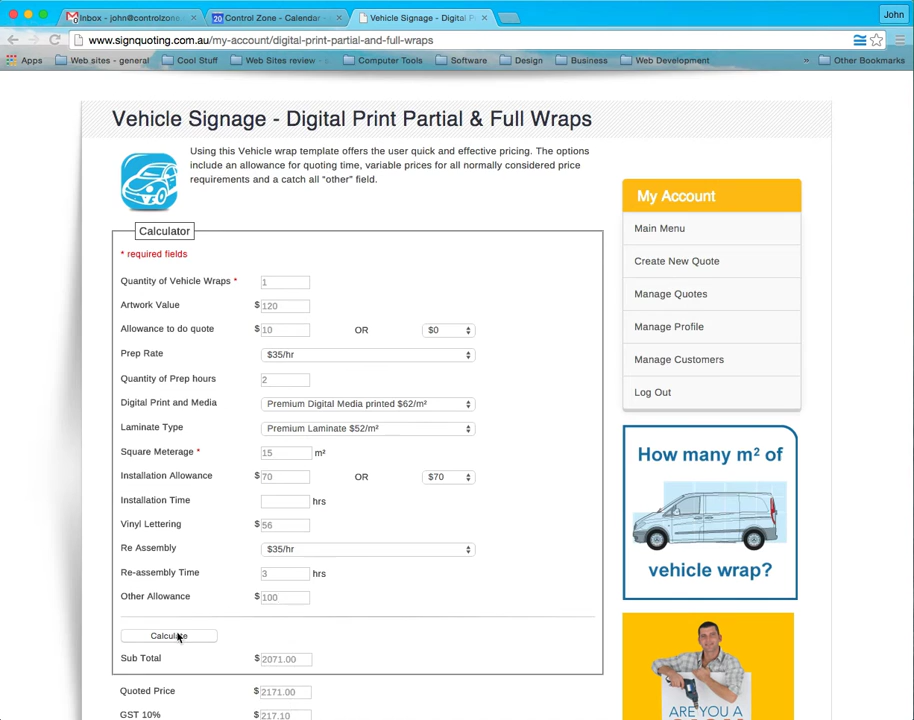 Inbox - john@controlzone
20 Control Zone - Calendar -
Vehicle Signage - Digital P
John
www.signquoting.com.au/my-account/digital-print-partial-and-full-wraps
Apps
Web sites - general
Cool Stuff
Web Sites review -
Computer Tools
Software
Design
Business
Web Development
»
Other Bookmarks
Vehicle Signage - Digital Print Partial & Full Wraps
Using this Vehicle wrap template offers the user quick and effective pricing. The options
include an allowance for quoting time, variable prices for all normally considered price
requirements and a catch all “other” field.
My Account
Main Menu
Create New Quote
Manage Quotes
Manage Profile
Manage Customers
Log Out
Calculator
* required fields
Quantity of Vehicle Wraps * 1
Artwork Value $ 120
Allowance to do quote $ 10 OR $0
Prep Rate $35/hr
Quantity of Prep hours 2
Digital Print and Media Premium Digital Media printed $62/m²
Laminate Type Premium Laminate $52/m²
Square Meterage * 15 m²
Installation Allowance $ 70 OR $70
Installation Time hrs
Vinyl Lettering $ 56
Re Assembly $35/hr
Re-assembly Time 3 hrs
Other Allowance $ 100
Calculate
Sub Total $ 2071.00
Quoted Price $ 2171.00
GST 10% $ 217.10
How many m² of
vehicle wrap?
ARE YOU A